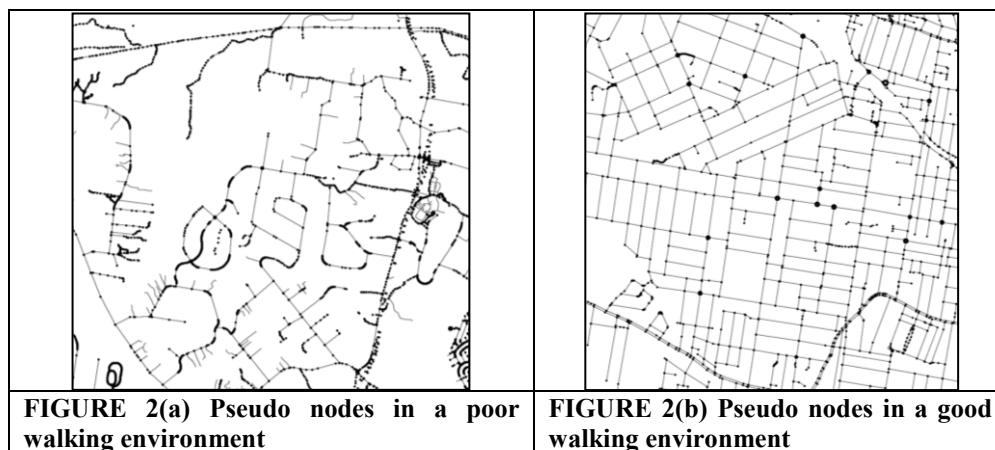 FIGURE 2(a) Pseudo nodes in a poor
walking environment
FIGURE 2(b) Pseudo nodes in a good
walking environment